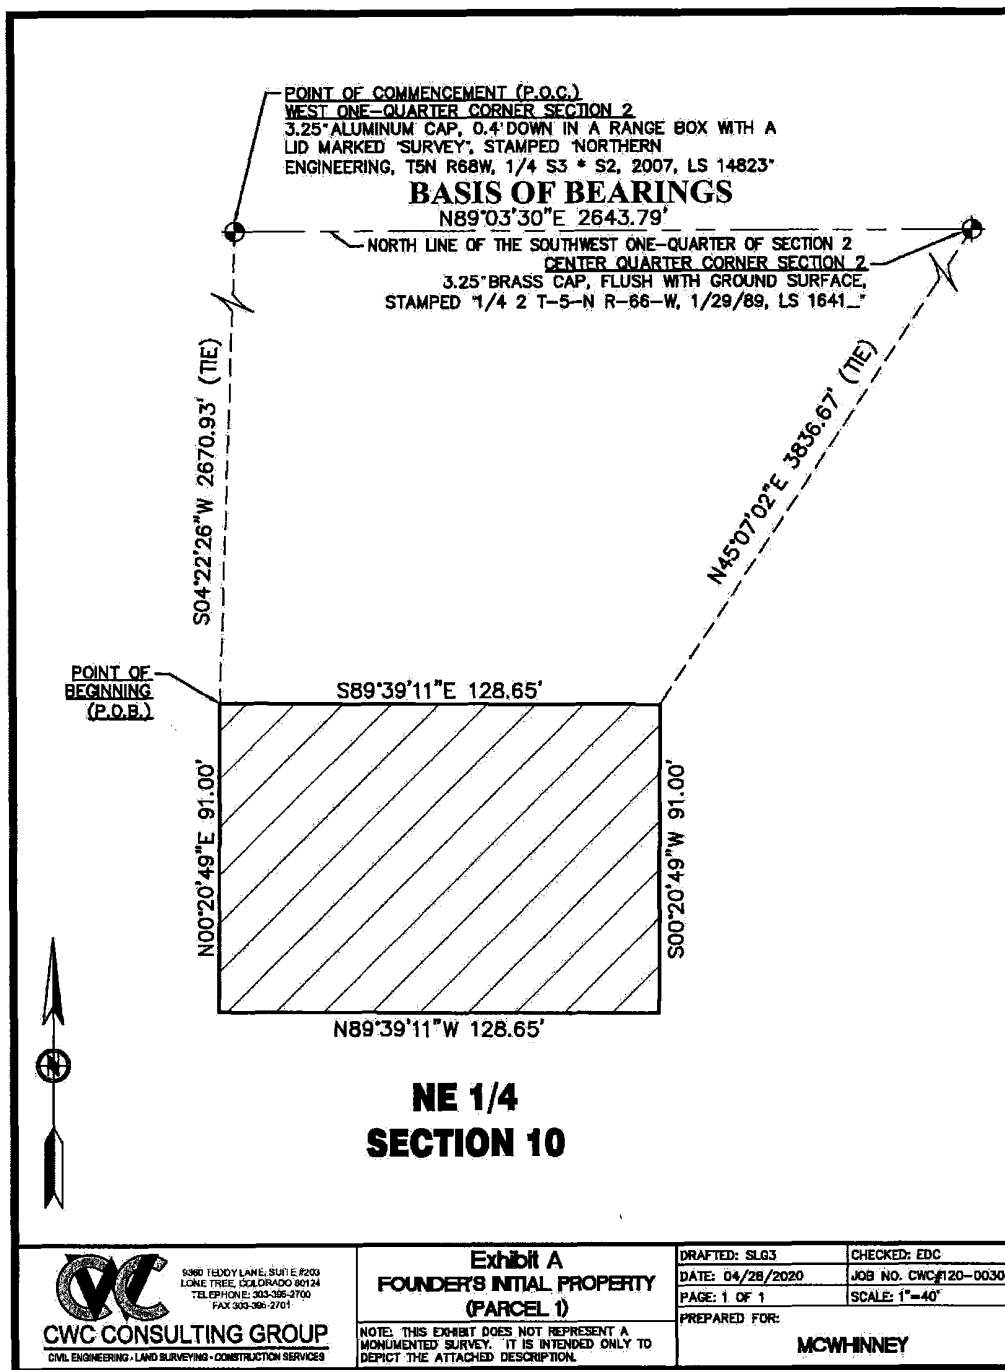 POINT OF COMMENCEMENT (P.O.C.)
WEST ONE-QUARTER CORNER SECTION 2
3.25" ALUMINUM CAP, 0.4' DOWN IN A RANGE BOX WITH A
LID MARKED "SURVEY", STAMPED "NORTHERN
ENGINEERING, T5N R68W, 1/4 S3 * S2, 2007, LS 14823"
BASIS OF BEARINGS
N89°03'30"E 2643.79'
NORTH LINE OF THE SOUTHWEST ONE-QUARTER OF SECTION 2
CENTER QUARTER CORNER SECTION 2
3.25" BRASS CAP, FLUSH WITH GROUND SURFACE,
STAMPED "1/4 2 T-5-N R-66-W, 1/29/89, LS 1641_"
S04°22'26"W 2670.93' (TIE)
N45°07'02"E 3836.67' (TIE)
POINT OF
BEGINNING
(P.O.B.)
S89°39'11"E 128.65'
N00°20'49"E 91.00'
S00°20'49"W 91.00'
N89°39'11"W 128.65'
N
NE 1/4
SECTION 10
CWC
9360 TEDDY LANE, SUITE #203
LONE TREE, COLORADO 80124
TELEPHONE: 303-395-2700
FAX 303-395-2701
CWC CONSULTING GROUP
CIVIL ENGINEERING • LAND SURVEYING • CONSTRUCTION SERVICES
Exhibit A
FOUNDER'S INITIAL PROPERTY
(PARCEL 1)
NOTE: THIS EXHIBIT DOES NOT REPRESENT A
MONUMENTED SURVEY. IT IS INTENDED ONLY TO
DEPICT THE ATTACHED DESCRIPTION.
DRAFTED: SLG3
CHECKED: EDC
DATE: 04/28/2020
JOB NO. CWC#120-0030
PAGE: 1 OF 1
SCALE: 1"=40'
PREPARED FOR:
MCWHINNEY